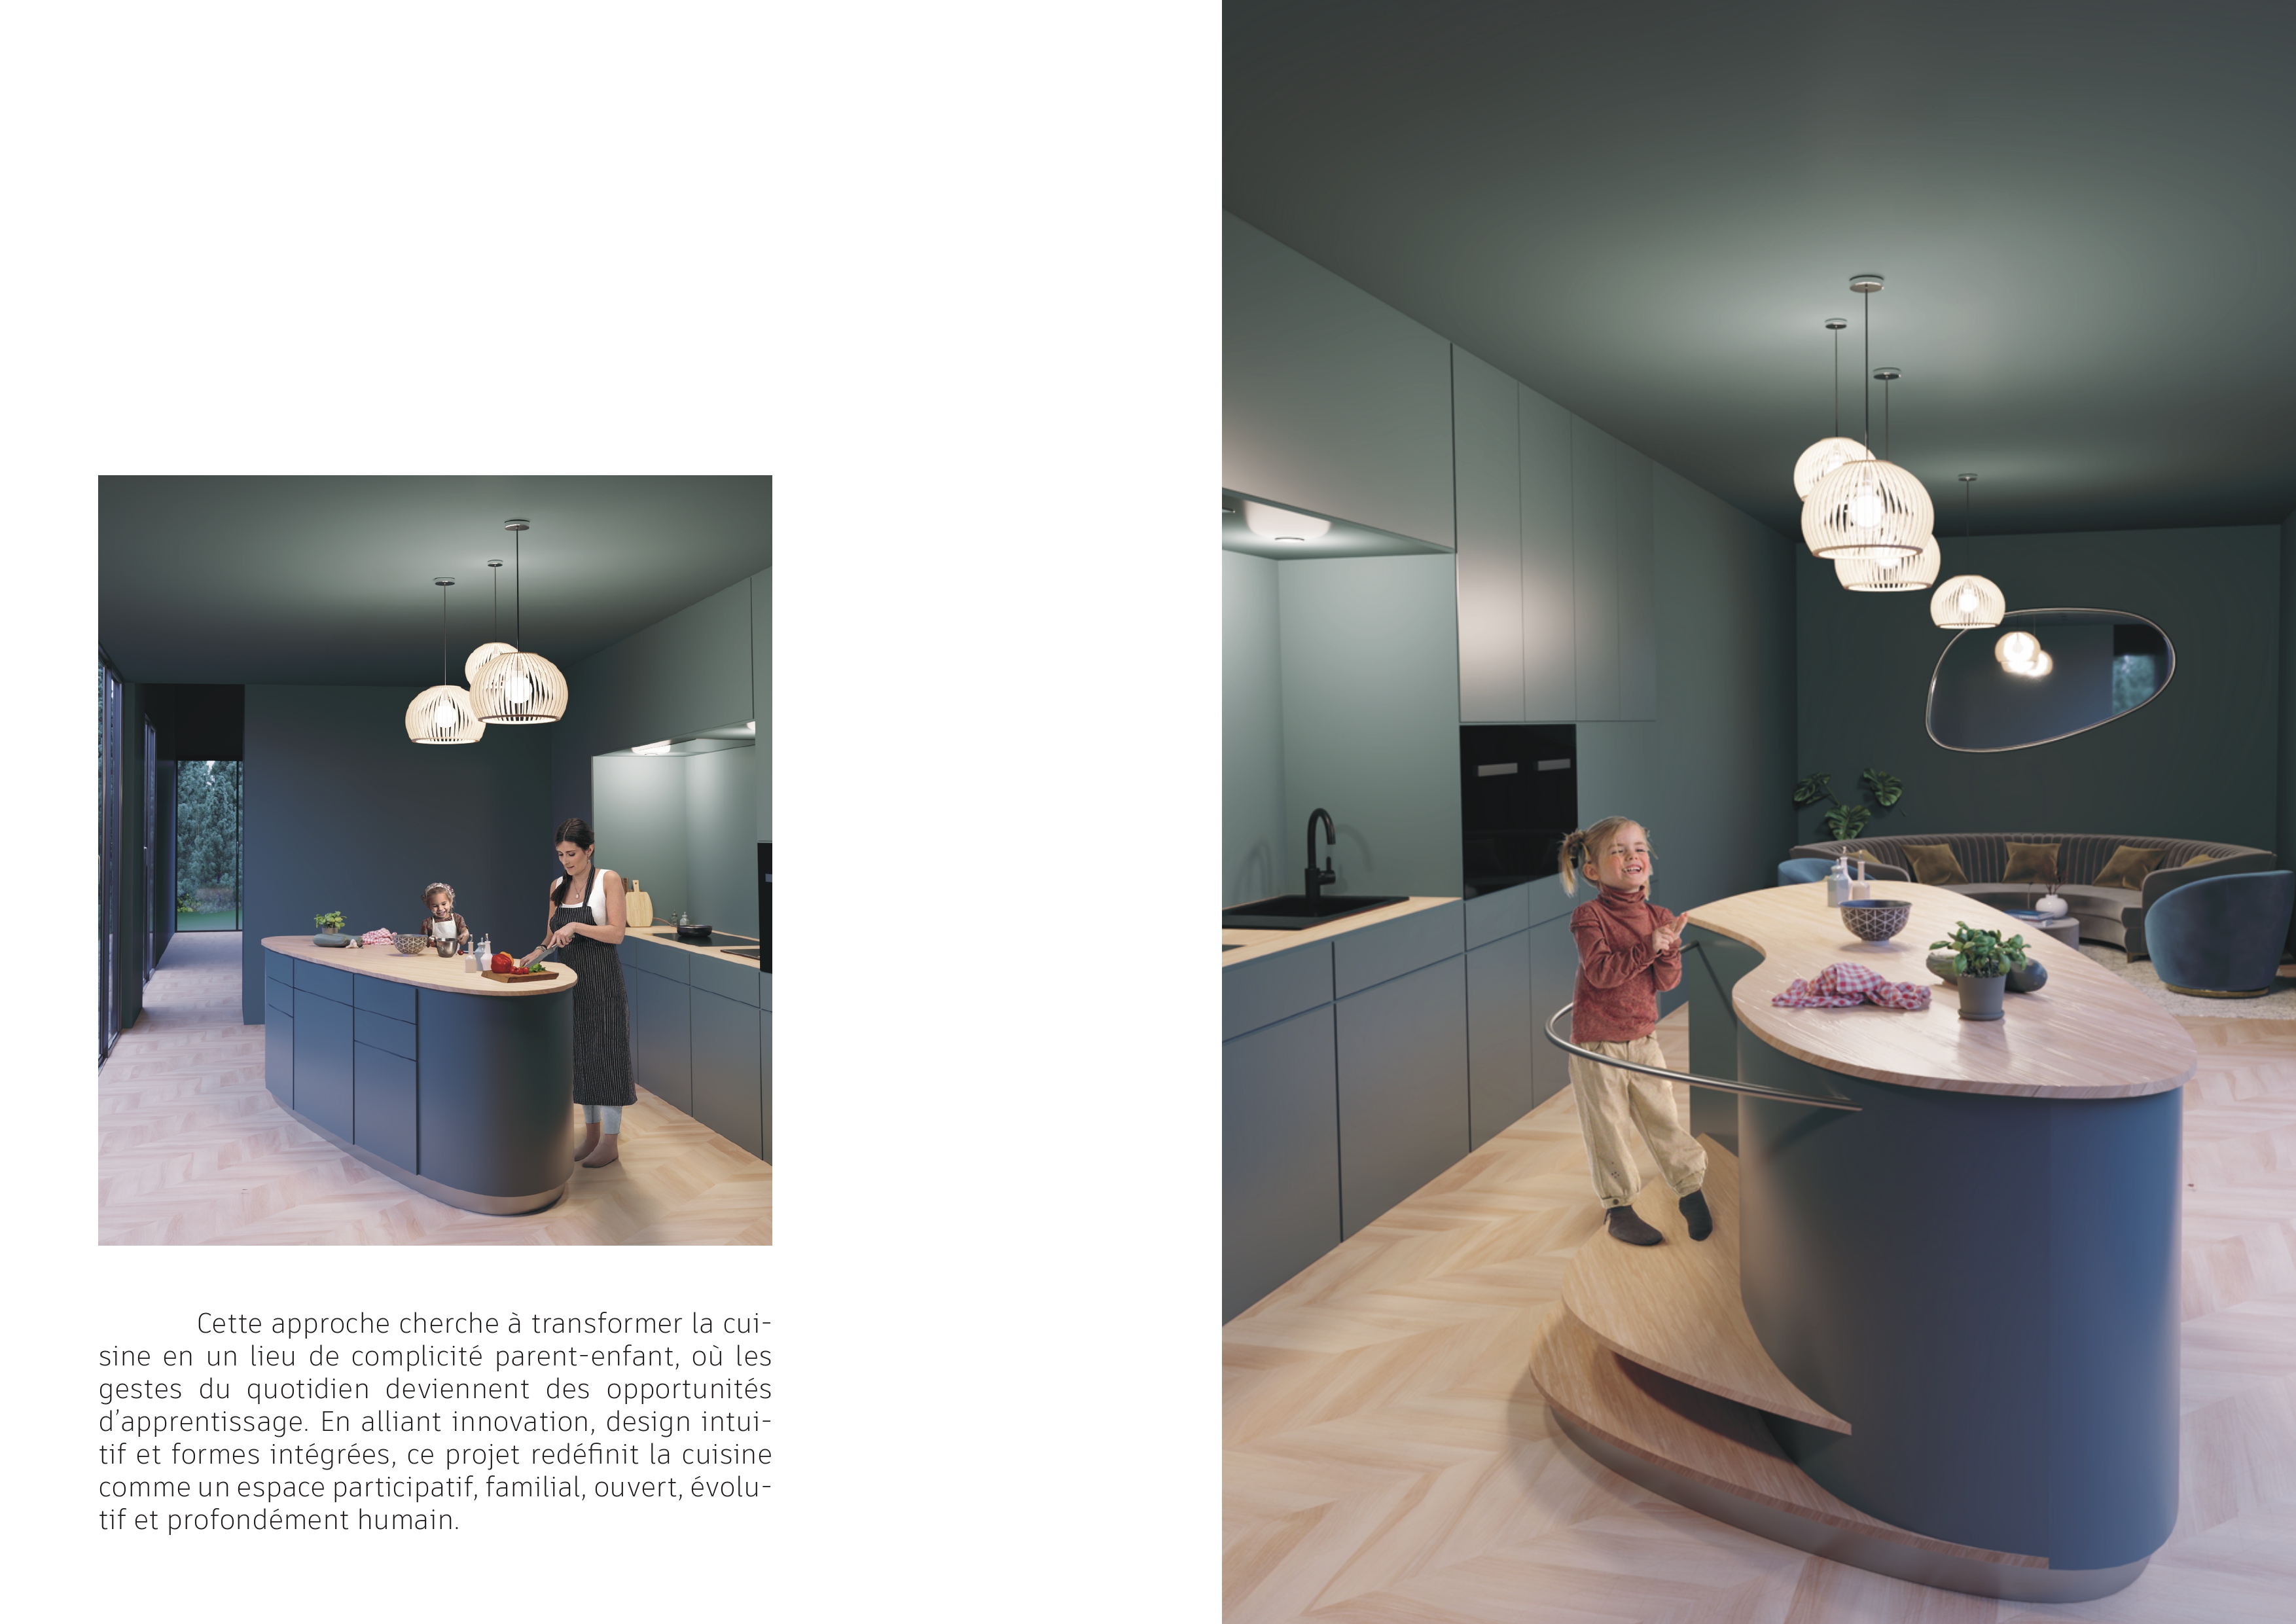 Cette approche cherche à transformer la cui-
sine en un lieu de complicité parent-enfant, où les
gestes du quotidien deviennent des opportunités
d’apprentissage. En alliant innovation, design intui-
tif et formes intégrées, ce projet redéfinit la cuisine
comme un espace participatif, familial, ouvert, évolu-
tif et profondément humain.